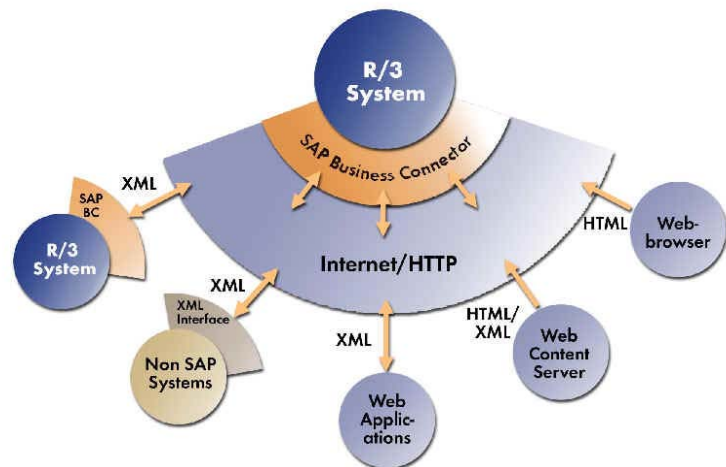 R/3
System
SAP Business Connector
XML
SAP
BC
R/3
System
Internet/HTTP
HTML
Web-
browser
XML
XML
Interface
Non SAP
Systems
XML
Web
Applic-
ations
HTML/
XML
Web
Content
Server